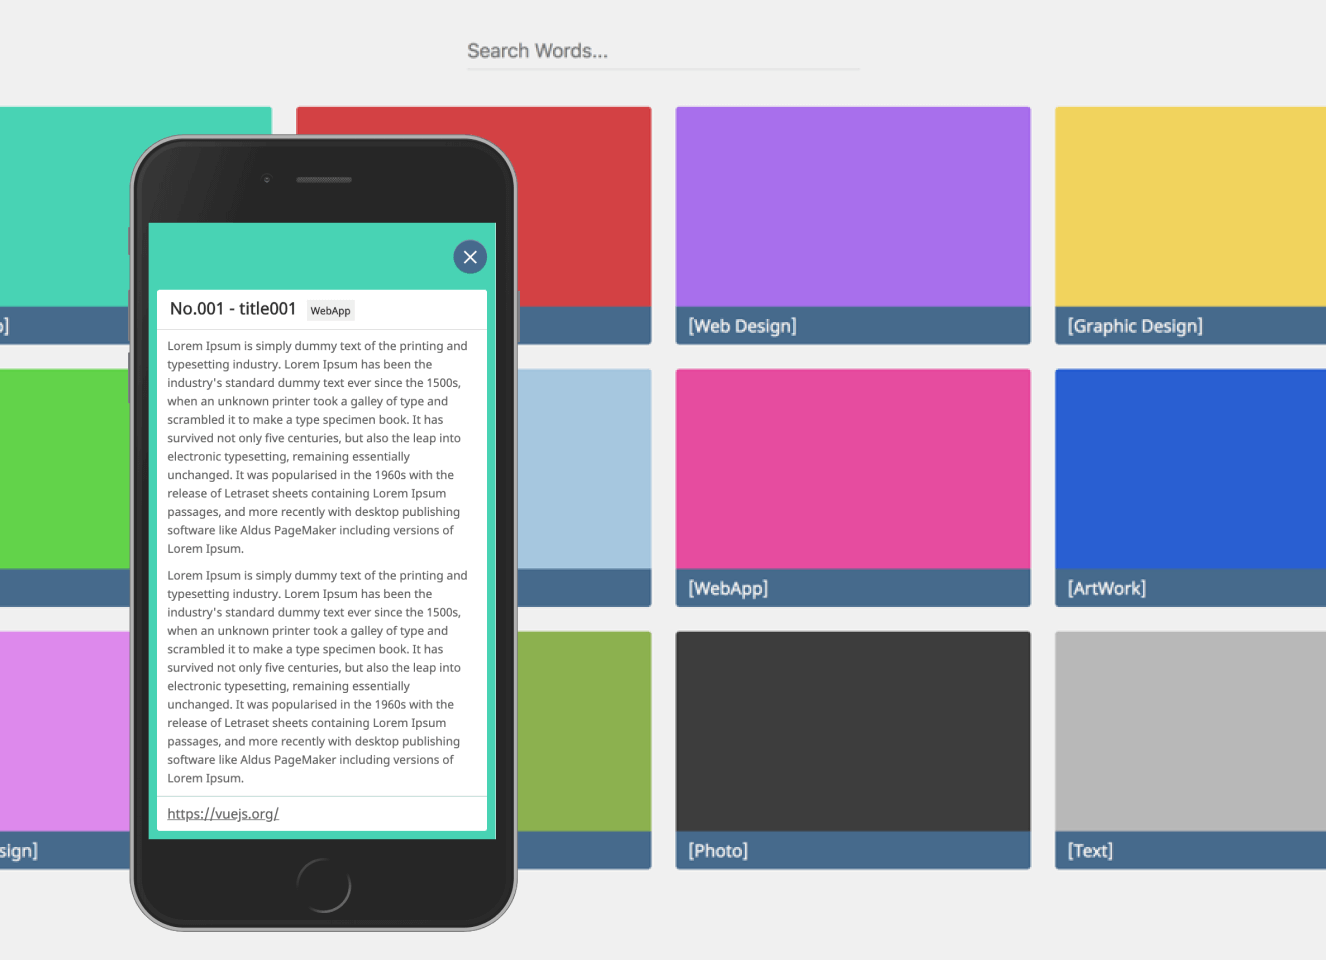 Search Words...
[Web Design]
[Graphic Design]
[WebApp]
[ArtWork]
[Photo]
[Text]
No.001 - title001
WebApp
Lorem Ipsum is simply dummy text of the printing and
typesetting industry. Lorem Ipsum has been the
industry's standard dummy text ever since the 1500s,
when an unknown printer took a galley of type and
scrambled it to make a type specimen book. It has
survived not only five centuries, but also the leap into
electronic typesetting, remaining essentially
unchanged. It was popularised in the 1960s with the
release of Letraset sheets containing Lorem Ipsum
passages, and more recently with desktop publishing
software like Aldus PageMaker including versions of
Lorem Ipsum.
Lorem Ipsum is simply dummy text of the printing and
typesetting industry. Lorem Ipsum has been the
industry's standard dummy text ever since the 1500s,
when an unknown printer took a galley of type and
scrambled it to make a type specimen book. It has
survived not only five centuries, but also the leap into
electronic typesetting, remaining essentially
unchanged. It was popularised in the 1960s with the
release of Letraset sheets containing Lorem Ipsum
passages, and more recently with desktop publishing
software like Aldus PageMaker including versions of
Lorem Ipsum.
https://vuejs.org/